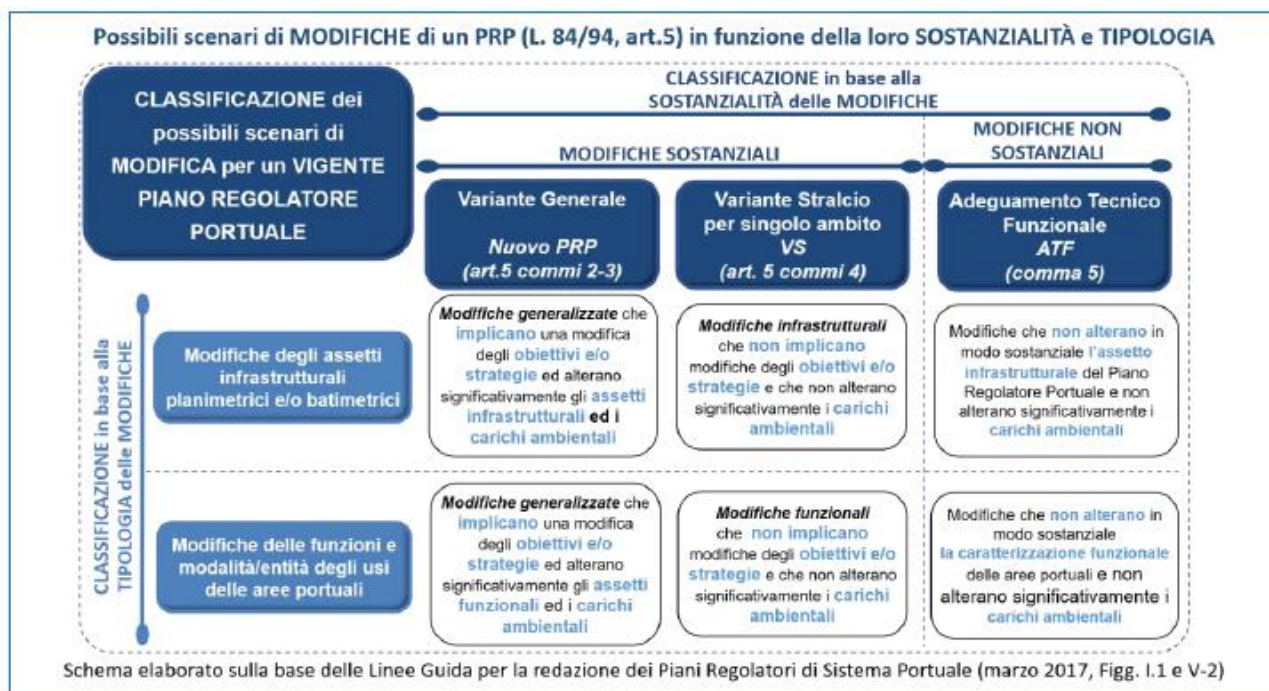 Possibili scenari di MODIFICHE di un PRP (L. 84/94, art.5) in funzione della loro SOSTANZIALITÀ e TIPOLOGIA
CLASSIFICAZIONE dei
possibili scenari di
MODIFICA per un VIGENTE
PIANO REGOLATORE
PORTUALE
CLASSIFICAZIONE in base alla
SOSTANZIALITÀ delle MODIFICHE
MODIFICHE SOSTANZIALI
MODIFICHE NON
SOSTANZIALI
Variante Generale
Nuovo PRP
(art.5 commi 2-3)
Variante Stralcio
per singolo ambito
VS
(art. 5 commi 4)
Adeguamento Tecnico
Funzionale
ATF
(comma 5)
CLASSIFICAZIONE in base alla
TIPOLOGIA delle MODIFICHE
Modifiche degli assetti
infrastrutturali
planimetrici e/o batimetrici
Modifiche generalizzate che
implicano una modifica
degli obiettivi e/o
strategie ed alterano
significativamente gli assetti
infrastrutturali ed i
carichi ambientali
Modifiche infrastrutturali
che non implicano
modifiche degli obiettivi e/o
strategie e che non alterano
significativamente i carichi
ambientali
Modifiche che non alterano in
modo sostanziale l'assetto
infrastrutturale del Piano
Regolatore Portuale e non
alterano significativamente i
carichi ambientali
Modifiche delle funzioni e
modalità/entità degli usi
delle aree portuali
Modifiche generalizzate che
implicano una modifica
degli obiettivi e/o
strategie ed alterano
significativamente gli assetti
funzionali ed i carichi
ambientali
Modifiche funzionali
che non implicano
modifiche degli obiettivi e/o
strategie e che non alterano
significativamente i carichi
ambientali
Modifiche che non alterano in
modo sostanziale
la caratterizzazione funzionale
delle aree portuali e non
alterano significativamente i
carichi ambientali
Schema elaborato sulla base delle Linee Guida per la redazione dei Piani Regolatori di Sistema Portuale (marzo 2017, Figg. I.1 e V-2)